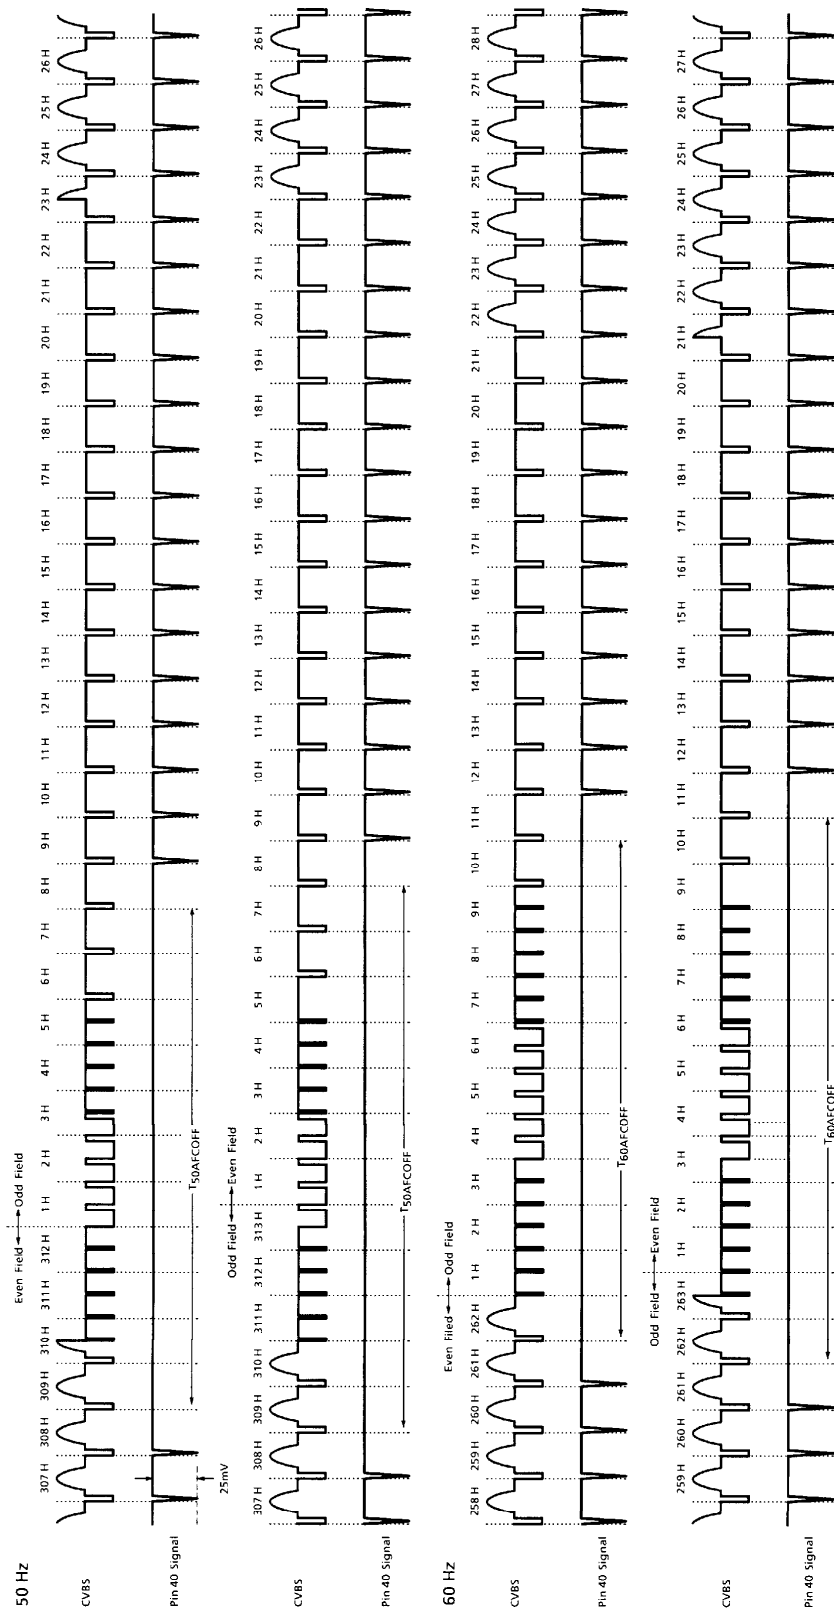 50 Hz
Even Field Odd Field
307 H 308 H 309 H 310 H 311 H 312 H 1 H 2 H 3 H 4 H 5 H 6 H 7 H 8 H 9 H 10 H 11 H 12 H 13 H 14 H 15 H 16 H 17 H 18 H 19 H 20 H 21 H 22 H 23 H 24 H 25 H 26 H
CVBS
Pin 40 Signal
T50AFCOFF
25mV
Odd Field Even Field
307 H 308 H 309 H 310 H 311 H 312 H 313 H 1 H 2 H 3 H 4 H 5 H 6 H 7 H 8 H 9 H 10 H 11 H 12 H 13 H 14 H 15 H 16 H 17 H 18 H 19 H 20 H 21 H 22 H 23 H 24 H 25 H 26 H
CVBS
T50AFCOFF
Pin 40 Signal
60 Hz
Even Filed Odd Field
258 H 259 H 260 H 261 H 262 H 1 H 2 H 3 H 4 H 5 H 6 H 7 H 8 H 9 H 10 H 11 H 12 H 13 H 14 H 15 H 16 H 17 H 18 H 19 H 20 H 21 H 22 H 23 H 24 H 25 H 26 H 27 H 28 H
CVBS
Pin 40 Signal
T60AFCOFF
Odd Field Even Field
259 H 260 H 261 H 262 H 263 H 1 H 2 H 3 H 4 H 5 H 6 H 7 H 8 H 9 H 10 H 11 H 12 H 13 H 14 H 15 H 16 H 17 H 18 H 19 H 20 H 21 H 22 H 23 H 24 H 25 H 26 H 27 H
CVBS
Pin 40 Signal
T60AFCOFF